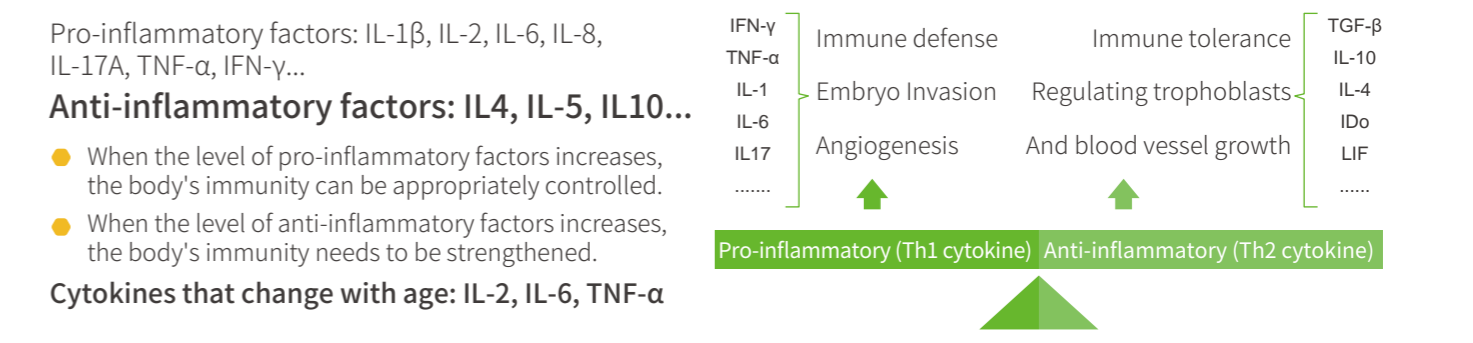 Pro-inflammatory factors: IL-1β, IL-2, IL-6, IL-8,
IL-17A, TNF-α, IFN-γ...
Anti-inflammatory factors: IL4, IL-5, IL10...
When the level of pro-inflammatory factors increases,
the body's immunity can be appropriately controlled.
When the level of anti-inflammatory factors increases,
the body's immunity needs to be strengthened.
Cytokines that change with age: IL-2, IL-6, TNF-α
IFN-γ
TNF-α
IL-1
IL-6
IL17
.......
Immune defense
Embryo Invasion
Angiogenesis
Immune tolerance
Regulating trophoblasts
And blood vessel growth
TGF-β
IL-10
IL-4
IDo
LIF
......
Pro-inflammatory (Th1 cytokine)
Anti-inflammatory (Th2 cytokine)